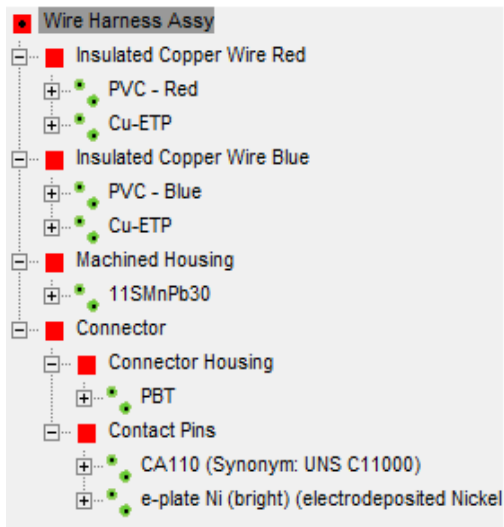 Wire Harness Assy
Insulated Copper Wire Red
PVC - Red
Cu-ETP
Insulated Copper Wire Blue
PVC - Blue
Cu-ETP
Machined Housing
11SMnPb30
Connector
Connector Housing
PBT
Contact Pins
CA110 (Synonym: UNS C11000)
e-plate Ni (bright) (electrodeposited Nickel